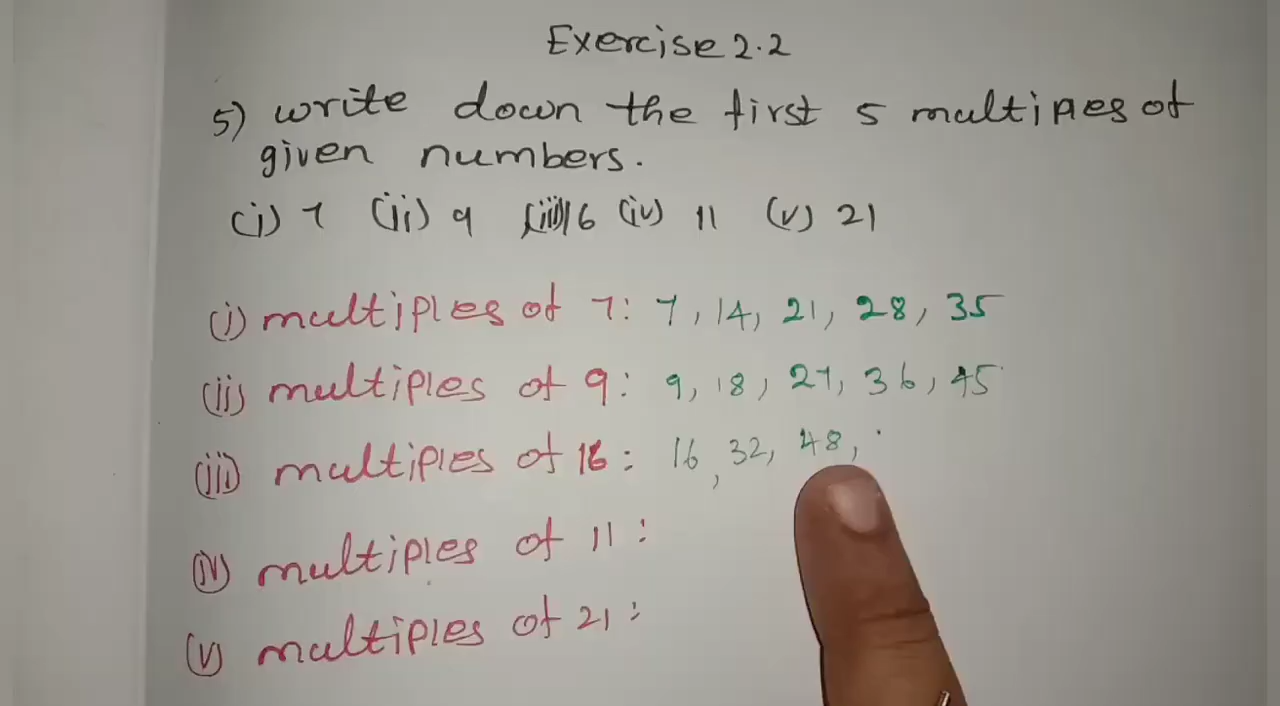 Exercise 2.2
5) write down the first 5 multiples of
given numbers.
(i) 7 (ii) 9 (iii) 16 (iv) 11 (v) 21
(i) multiples of 7: 7, 14, 21, 28, 35
(ii) multiples of 9: 9, 18, 27, 36, 45
(iii) multiples of 16: 16, 32, 48,
(iv) multiples of 11:
(v) multiples of 21: